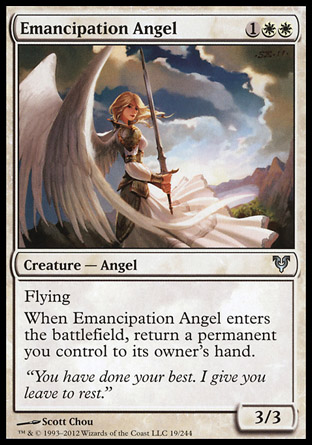 Emancipation Angel 1
Creature — Angel
Flying
When Emancipation Angel enters
the battlefield, return a permanent
you control to its owner's hand.
"You have done your best. I give you
leave to rest."
Scott Chou
™ & © 1993–2012 Wizards of the Coast LLC 19/244
3/3